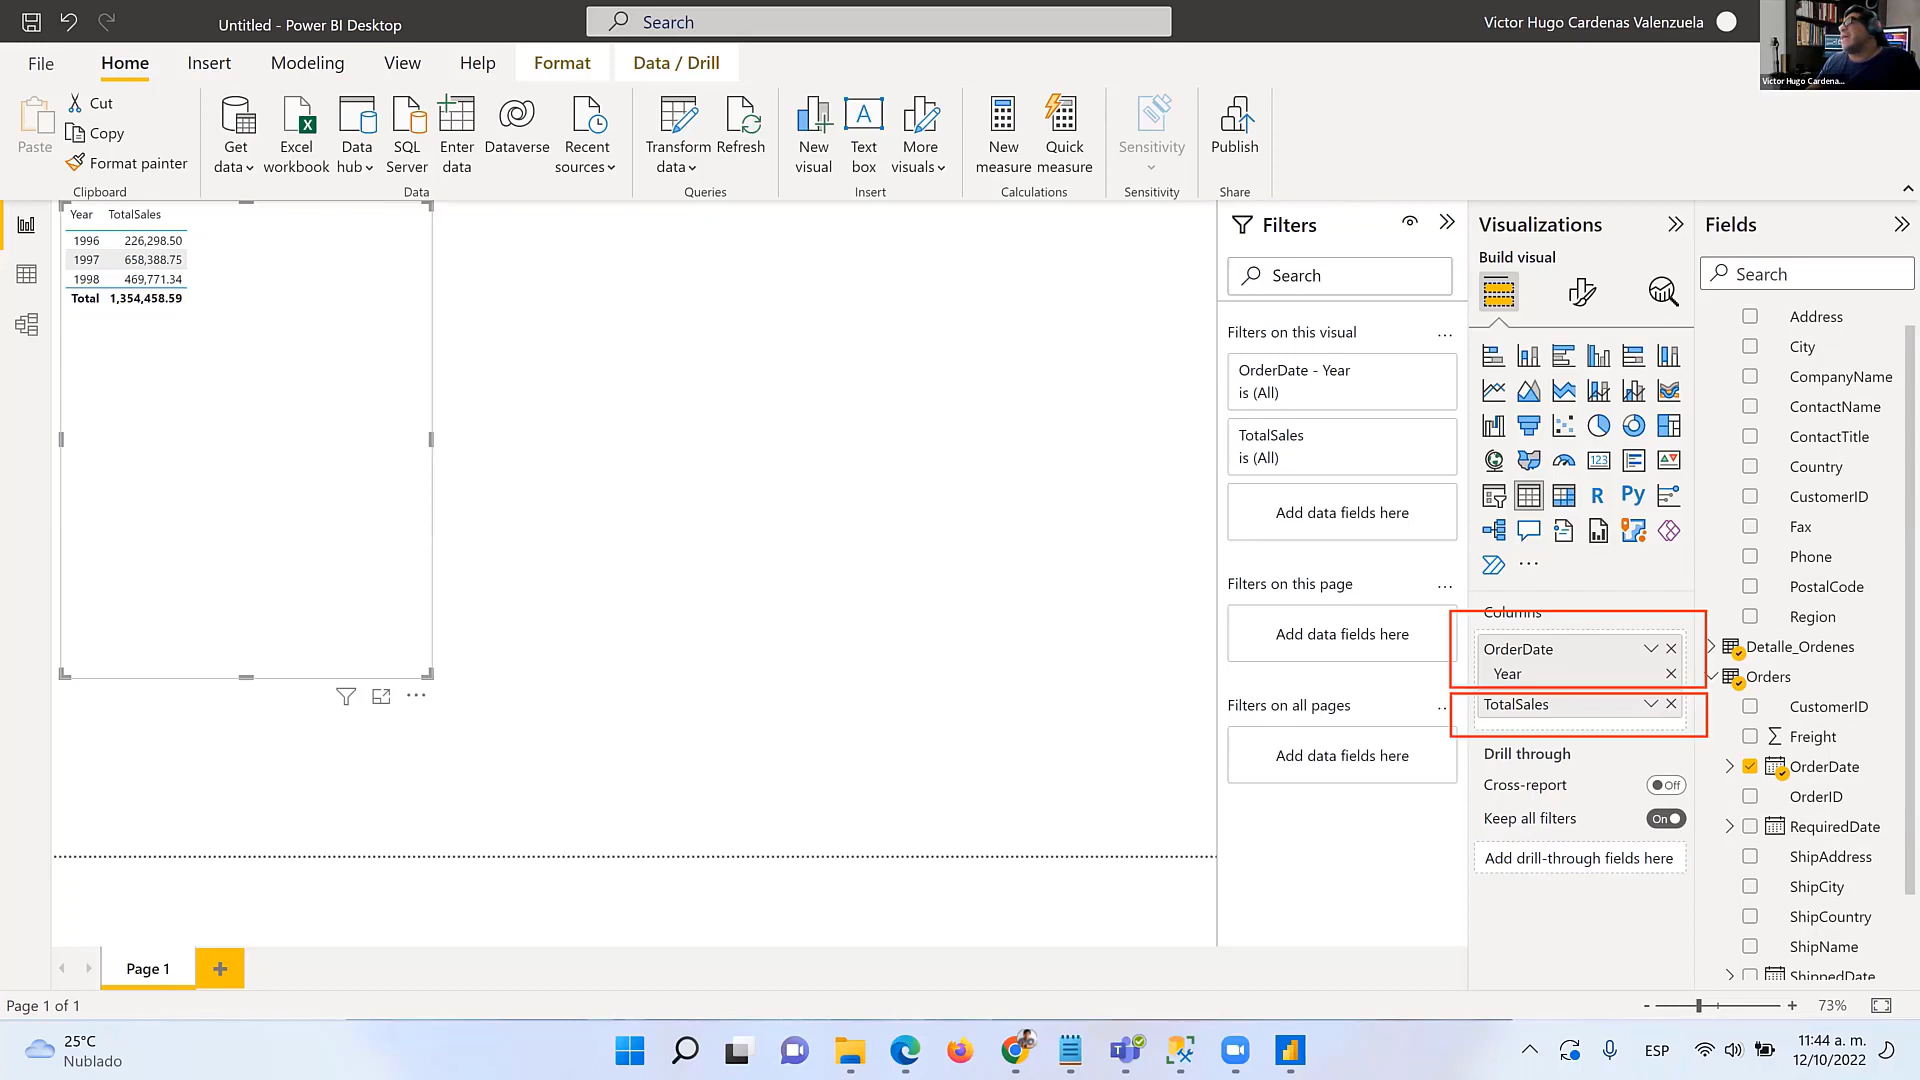 Untitled - Power BI Desktop
Search
Victor Hugo Cardenas Valenzuela
Victor Hugo Cardena...
File
Home
Insert
Modeling
View
Help
Format
Data / Drill
Paste
Cut
Copy
Format painter
Clipboard
Get data
Excel workbook
Data hub
SQL Server
Enter data
Dataverse
Recent sources
Data
Transform data
Refresh
Queries
New visual
Text box
More visuals
Insert
New measure
Quick measure
Calculations
Sensitivity
Sensitivity
Publish
Share
Year TotalSales
1996 226,298.50
1997 658,388.75
1998 469,771.34
Total 1,354,458.59
Filters
Search
Filters on this visual
OrderDate - Year
is (All)
TotalSales
is (All)
Add data fields here
Filters on this page
Add data fields here
Filters on all pages
Add data fields here
Visualizations
Build visual
123
R
Py
Columns
OrderDate
Year
TotalSales
Drill through
Cross-report
Off
Keep all filters
On
Add drill-through fields here
Fields
Search
Address
City
CompanyName
ContactName
ContactTitle
Country
CustomerID
Fax
Phone
PostalCode
Region
Detalle_Ordenes
Orders
CustomerID
Freight
OrderDate
OrderID
RequiredDate
ShipAddress
ShipCity
ShipCountry
ShipName
ShippedDate
Page 1
Page 1 of 1
73%
25°C
Nublado
ESP
11:44 a. m.
12/10/2022